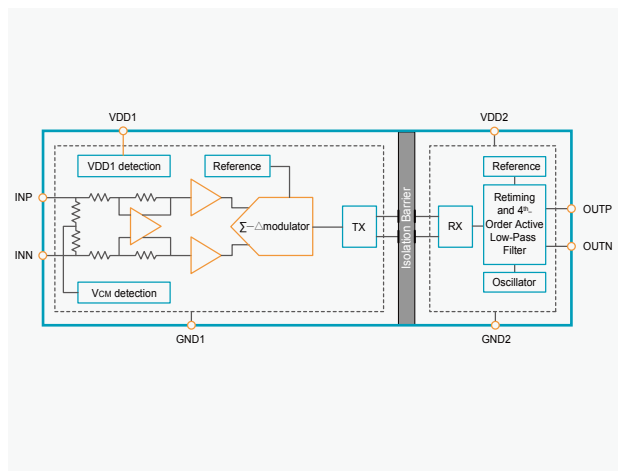 VDD1
VDD2
VDD1 detection
Reference
Reference
INP
INN
∑-△modulator
TX
Isolation Barrier
RX
Retiming
and 4th-
Order Active
Low-Pass
Filter
OUTP
OUTN
VCM detection
Oscillator
GND1
GND2